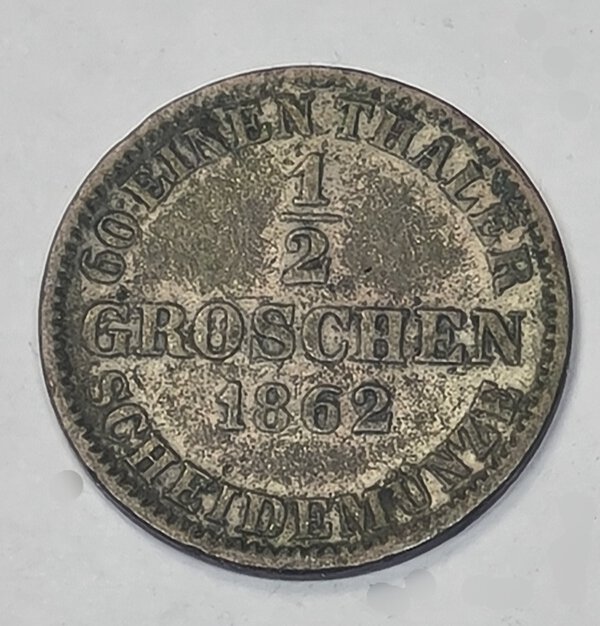 60 EINEN THALER
1
2
GROSCHEN
1862
SCHEIDEMÜNZE